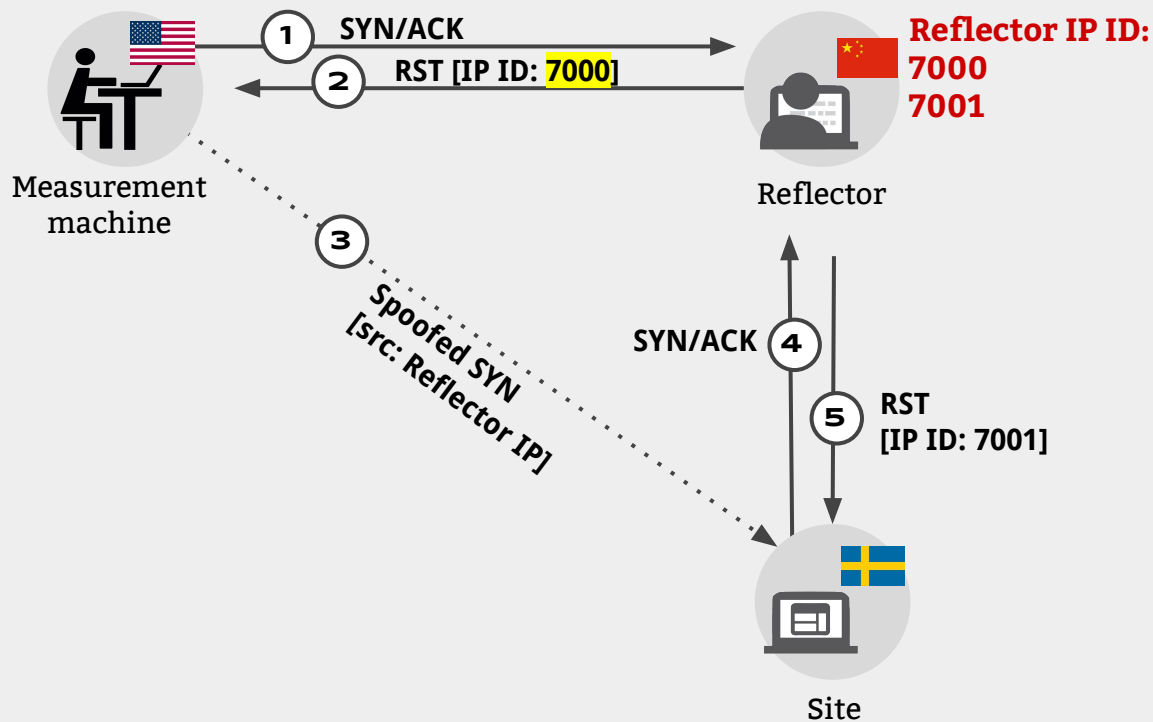 1
SYN/ACK
2
RST [IP ID: 7000]
Reflector IP ID:
7000
7001
Measurement
machine
Reflector
3
Spoofed SYN
[src: Reflector IP]
SYN/ACK
4
5
RST
[IP ID: 7001]
Site